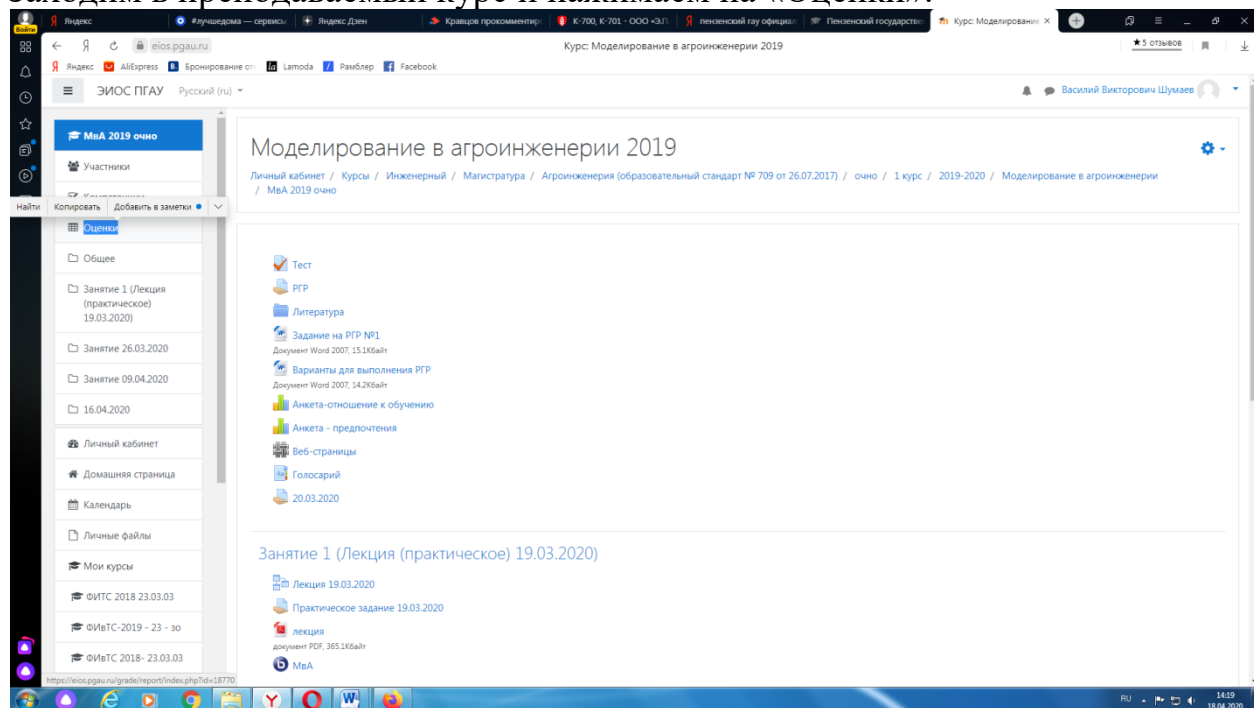 Заходим в преподаваемый курс и нажимаем на «Оценки».
Яндекс
#лучшедома — сервисы
Яндекс.Дзен
Кравцов прокомментиро
К-700, К-701 - ООО «Э.П.
пензенский гау официал
Пензенский государстве
Курс: Моделирование
Войти
eios.pgau.ru
Курс: Моделирование в агроинженерии 2019
★5 отзывов
Яндекс
AliExpress
Бронирование оте
Lamoda
Рамблер
Facebook
ЭИОС ПГАУ
Русский (ru)
Василий Викторович Шумаев
МвА 2019 очно
Участники
Найти
Копировать
Добавить в заметки
Оценки
Общее
Занятие 1 (Лекция
(практическое)
19.03.2020)
Занятие 26.03.2020
Занятие 09.04.2020
16.04.2020
Личный кабинет
Домашняя страница
Календарь
Личные файлы
Мои курсы
ФИТС 2018 23.03.03
ФИвТС-2019 - 23 - зо
ФИвТС 2018- 23.03.03
https://eios.pgau.ru/grade/report/index.php?id=18770
Моделирование в агроинженерии 2019
Личный кабинет / Курсы / Инженерный / Магистратура / Агроинженерия (образовательный стандарт № 709 от 26.07.2017) / очно / 1 курс / 2019-2020 / Моделирование в агроинженерии
/ МвА 2019 очно
Тест
РГР
Литература
Задание на РГР №1
Документ Word 2007, 15.1Кбайт
Варианты для выполнения РГР
Документ Word 2007, 14.2Кбайт
Анкета-отношение к обучению
Анкета - предпочтения
Веб-страницы
Голосарий
20.03.2020
Занятие 1 (Лекция (практическое) 19.03.2020)
Лекция 19.03.2020
Практическое задание 19.03.2020
лекция
документ PDF, 365.1Кбайт
МвА
RU
14:19
18.04.2020